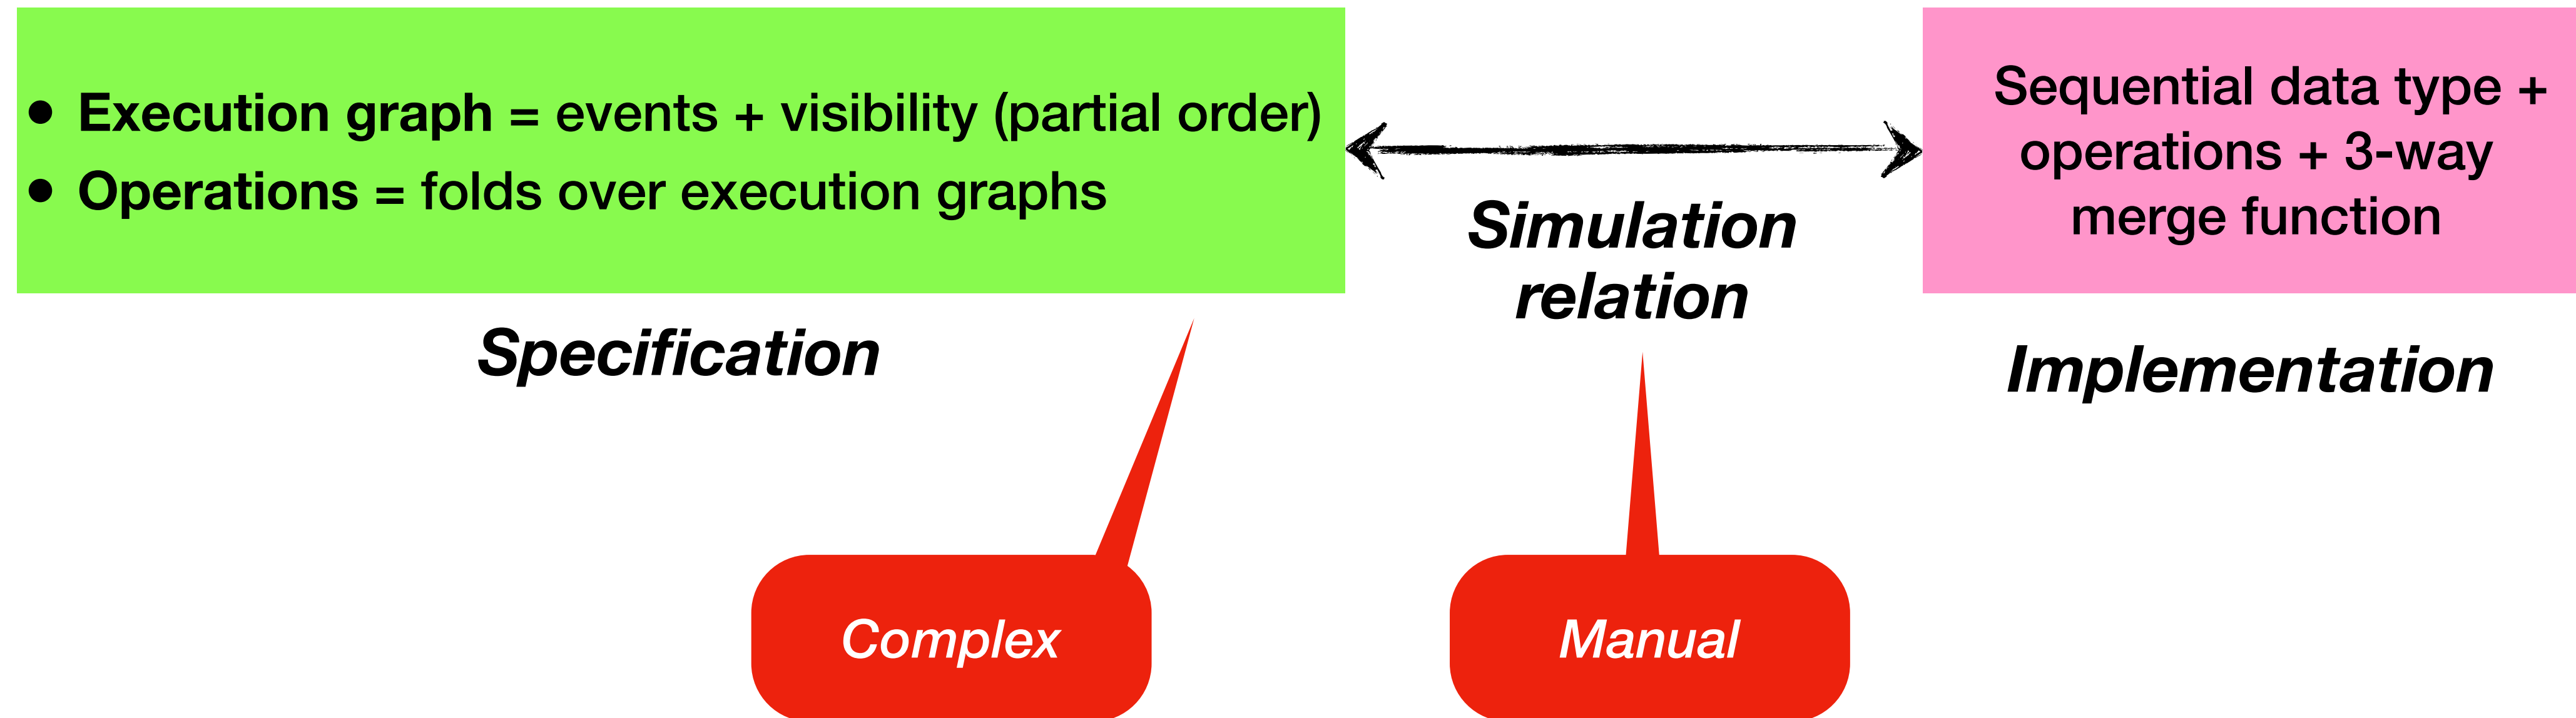 • Execution graph = events + visibility (partial order)
• Operations = folds over execution graphs
Sequential data type +
operations + 3-way
merge function
Simulation
relation
Specification
Implementation
Complex
Manual